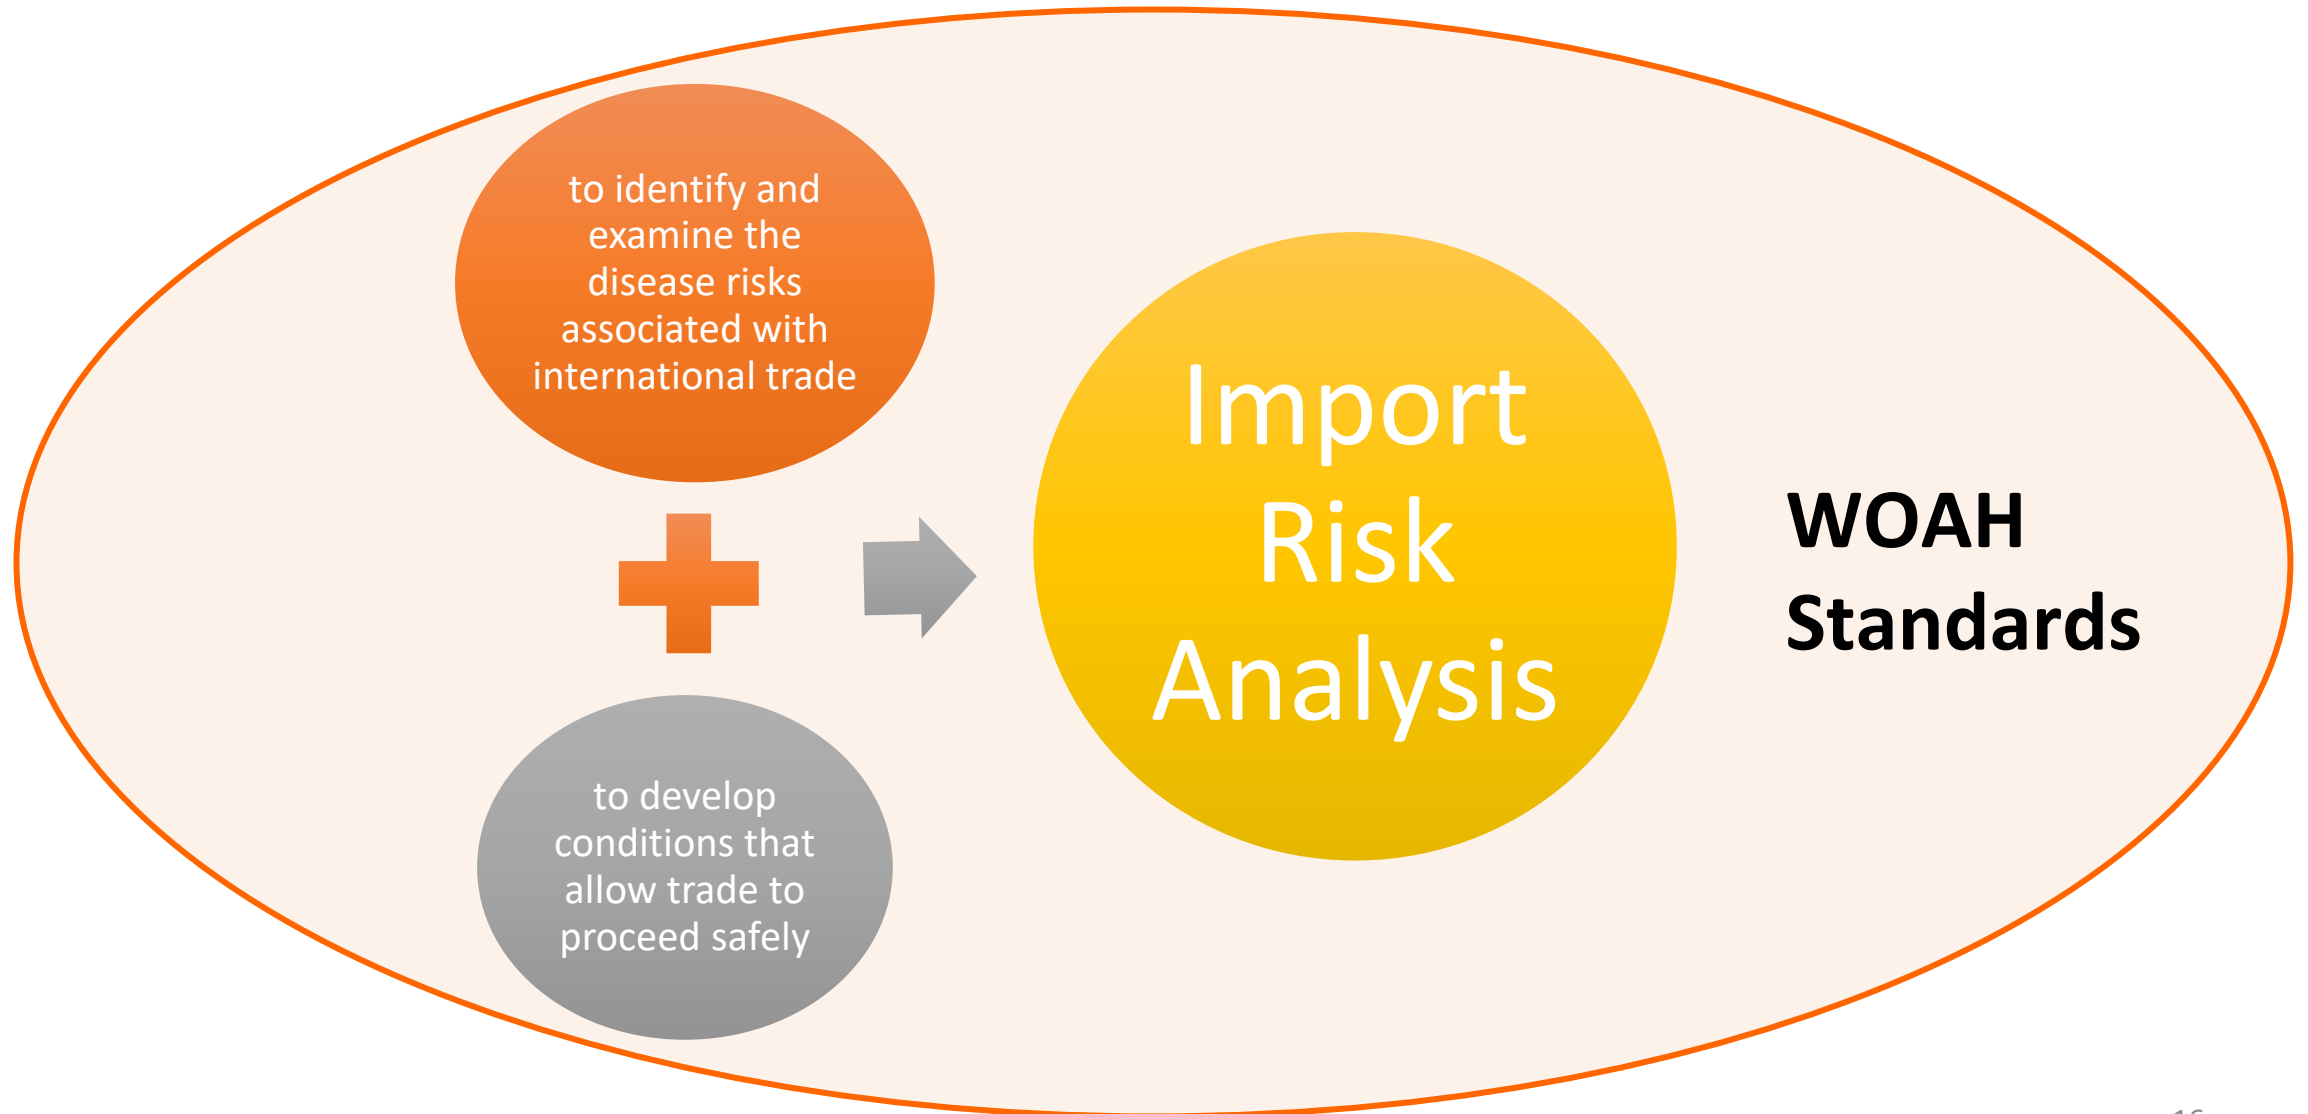 to identify and
examine the
disease risks
associated with
international trade
to develop
conditions that
allow trade to
proceed safely
Import
Risk
Analysis
WOAH
Standards